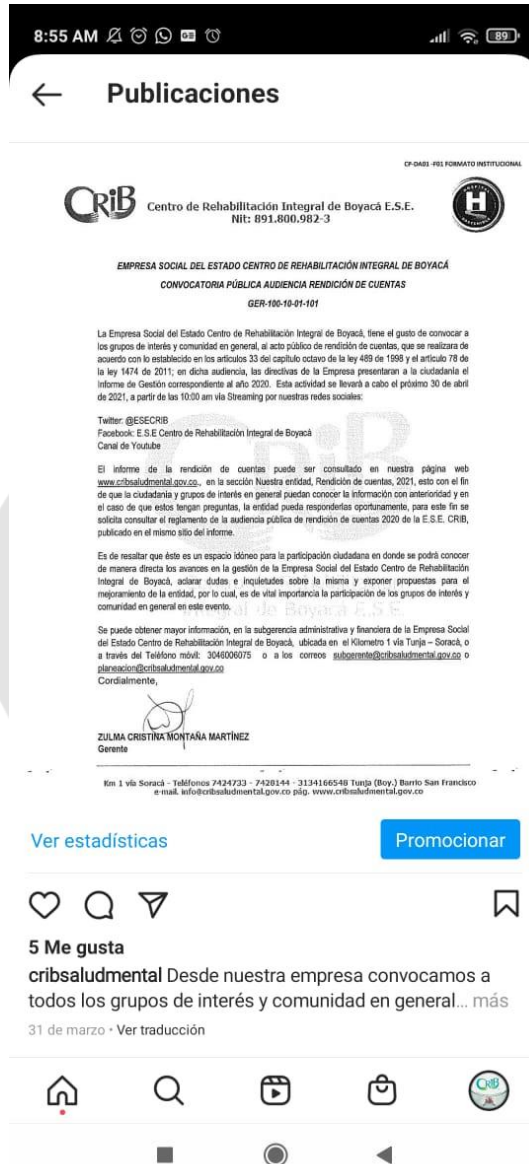 8:55 AM
89
Publicaciones
CF-DA01 -F01 FORMATO INSTITUCIONAL
CRiB
Centro de Rehabilitación Integral de Boyacá E.S.E.
Nit: 891.800.982-3
H
EMPRESA SOCIAL DEL ESTADO CENTRO DE REHABILITACIÓN INTEGRAL DE BOYACÁ
CONVOCATORIA PÚBLICA AUDIENCIA RENDICIÓN DE CUENTAS
GER-100-10-01-101
La Empresa Social del Estado Centro de Rehabilitación Integral de Boyacá, tiene el gusto de convocar a
los grupos de interés y comunidad en general, al acto público de rendición de cuentas, que se realizara de
acuerdo con lo establecido en los artículos 33 del capítulo octavo de la ley 489 de 1998 y el artículo 78 de
la ley 1474 de 2011; en dicha audiencia, las directivas de la Empresa presentaran a la ciudadanía el
Informe de Gestión correspondiente al año 2020. Esta actividad se llevará a cabo el próximo 30 de abril
de 2021, a partir de las 10:00 am vía Streaming por nuestras redes sociales:
Twitter: @ESECRIB
Facebook: E.S.E Centro de Rehabilitación Integral de Boyacá
Canal de Youtube
El informe de la rendición de cuentas puede ser consultado en nuestra página web
www.cribsaludmental.gov.co., en la sección Nuestra entidad, Rendición de cuentas, 2021, esto con el fin
de que la ciudadanía y grupos de interés en general puedan conocer la información con anterioridad y en
el caso de que estos tengan preguntas, la entidad pueda responderlas oportunamente, para este fin se
solicita consultar el reglamento de la audiencia pública de rendición de cuentas 2020 de la E.S.E. CRIB,
publicado en el mismo sitio del informe.
Es de resaltar que éste es un espacio idóneo para la participación ciudadana en donde se podrá conocer
de manera directa los avances en la gestión de la Empresa Social del Estado Centro de Rehabilitación
Integral de Boyacá, aclarar dudas e inquietudes sobre la misma y exponer propuestas para el
mejoramiento de la entidad, por lo cual, es de vital importancia la participación de los grupos de interés y
comunidad en general en este evento.
Se puede obtener mayor información, en la subgerencia administrativa y financiera de la Empresa Social
del Estado Centro de Rehabilitación Integral de Boyacá, ubicada en el Kilometro 1 vía Tunja – Soracá, o
a través del Teléfono móvil: 3046006075 o a los correos subgerente@cribsaludmental.gov.co o
planeacion@cribsaludmental.gov.co
Cordialmente,
ZULMA CRISTINA MONTAÑA MARTÍNEZ
Gerente
Km 1 vía Soracá - Teléfonos 7424733 - 7428144 - 3134166548 Tunja (Boy.) Barrio San Francisco
e-mail. info@cribsaludmental.gov.co pág. www.cribsaludmental.gov.co
Ver estadísticas
Promocionar
5 Me gusta
cribsaludmental Desde nuestra empresa convocamos a
todos los grupos de interés y comunidad en general... más
31 de marzo • Ver traducción